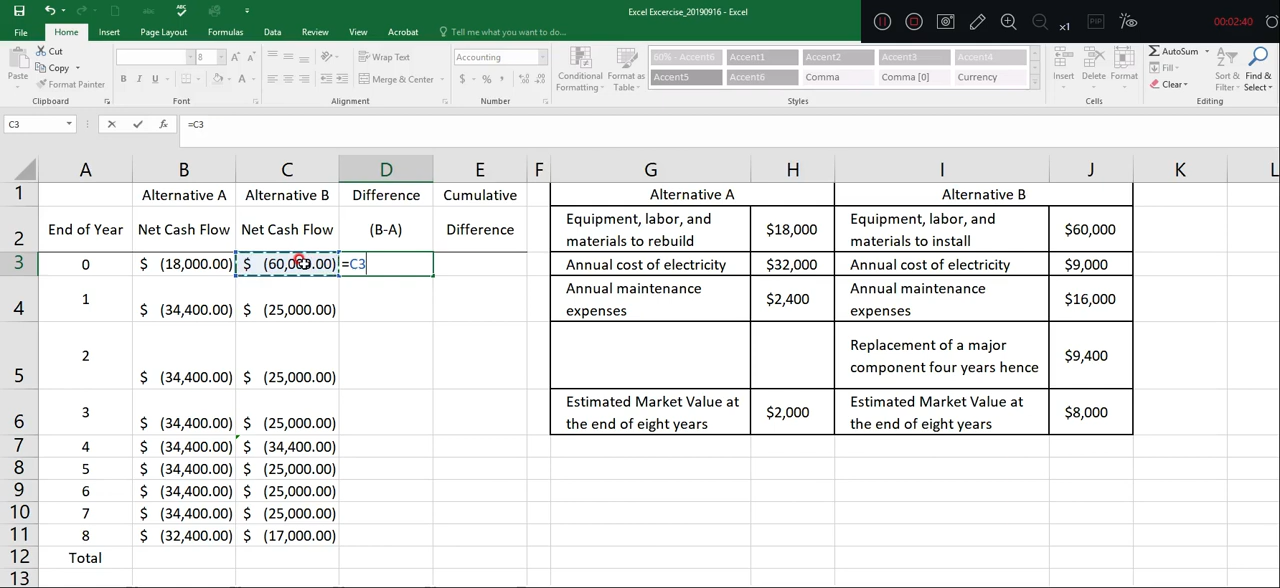 Excel Excercise_20190916 - Excel
File Home Insert Page Layout Formulas Data Review View Acrobat Tell me what you want to do...
x1 PIP 00:02:40
Paste Cut Copy Format Painter
8 A A
B I U A
Wrap Text
Merge & Center
Accounting
$ % ,
Conditional Formatting Format as Table
60% - Accent6 Accent1 Accent2 Accent3 Accent4
Accent5 Accent6 Comma Comma [0] Currency
Insert Delete Format
AutoSum
Fill
Clear
Sort & Filter Find & Select
Clipboard Font Alignment Number Styles Cells Editing
C3 fx =C3
A B C D E F G H I J K L
1 Alternative A Alternative B Difference Cumulative Alternative A Alternative B
2 End of Year Net Cash Flow Net Cash Flow (B-A) Difference Equipment, labor, and materials to rebuild $18,000 Equipment, labor, and materials to install $60,000
3 0 $ (18,000.00) $ (60,000.00) =C3 Annual cost of electricity $32,000 Annual cost of electricity $9,000
4 1 $ (34,400.00) $ (25,000.00) Annual maintenance expenses $2,400 Annual maintenance expenses $16,000
5 2 $ (34,400.00) $ (25,000.00) Replacement of a major component four years hence $9,400
6 3 $ (34,400.00) $ (25,000.00) Estimated Market Value at the end of eight years $2,000 Estimated Market Value at the end of eight years $8,000
7 4 $ (34,400.00) $ (34,400.00)
8 5 $ (34,400.00) $ (25,000.00)
9 6 $ (34,400.00) $ (25,000.00)
10 7 $ (34,400.00) $ (25,000.00)
11 8 $ (32,400.00) $ (17,000.00)
12 Total
13